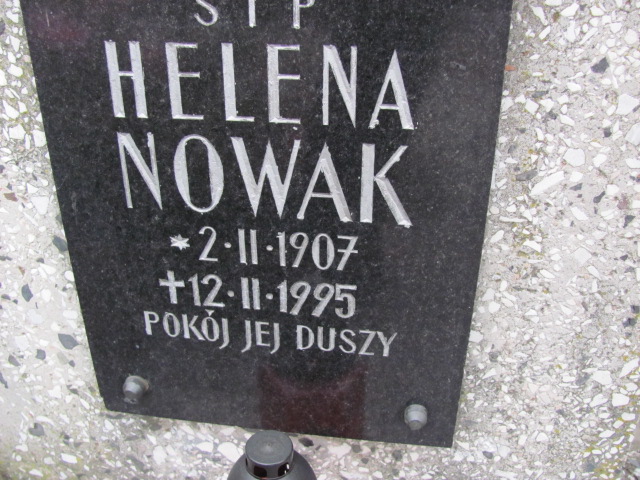 Ś I P
HELENA
NOWAK
* 2·II·1907
✝ 12·II·1995
POKÓJ JEJ DUSZY